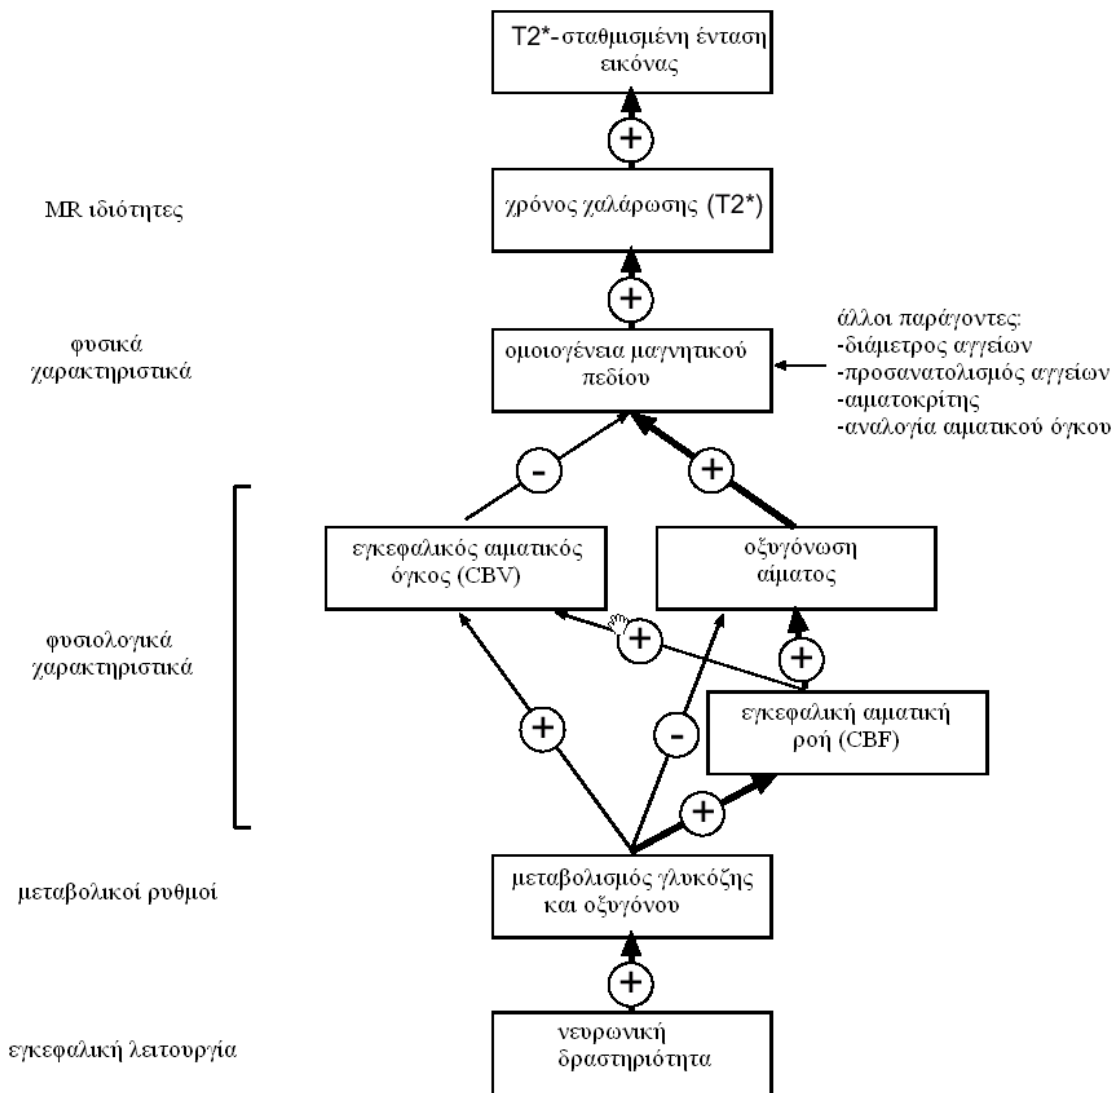 T2*-σταθμισμένη ένταση
εικόνας
+
MR ιδιότητες
χρόνος χαλάρωσης (T2*)
+
φυσικά
χαρακτηριστικά
ομοιογένεια μαγνητικού
πεδίου
άλλοι παράγοντες:
-διάμετρος αγγείων
-προσανατολισμός αγγείων
-αιματοκρίτης
-αναλογία αιματικού όγκου
-
+
εγκεφαλικός αιματικός
όγκος (CBV)
οξυγόνωση
αίματος
φυσιολογικά
χαρακτηριστικά
+
+
εγκεφαλική αιματική
ροή (CBF)
+
-
+
μεταβολικοί ρυθμοί
μεταβολισμός γλυκόζης
και οξυγόνου
+
εγκεφαλική λειτουργία
νευρωνική
δραστηριότητα